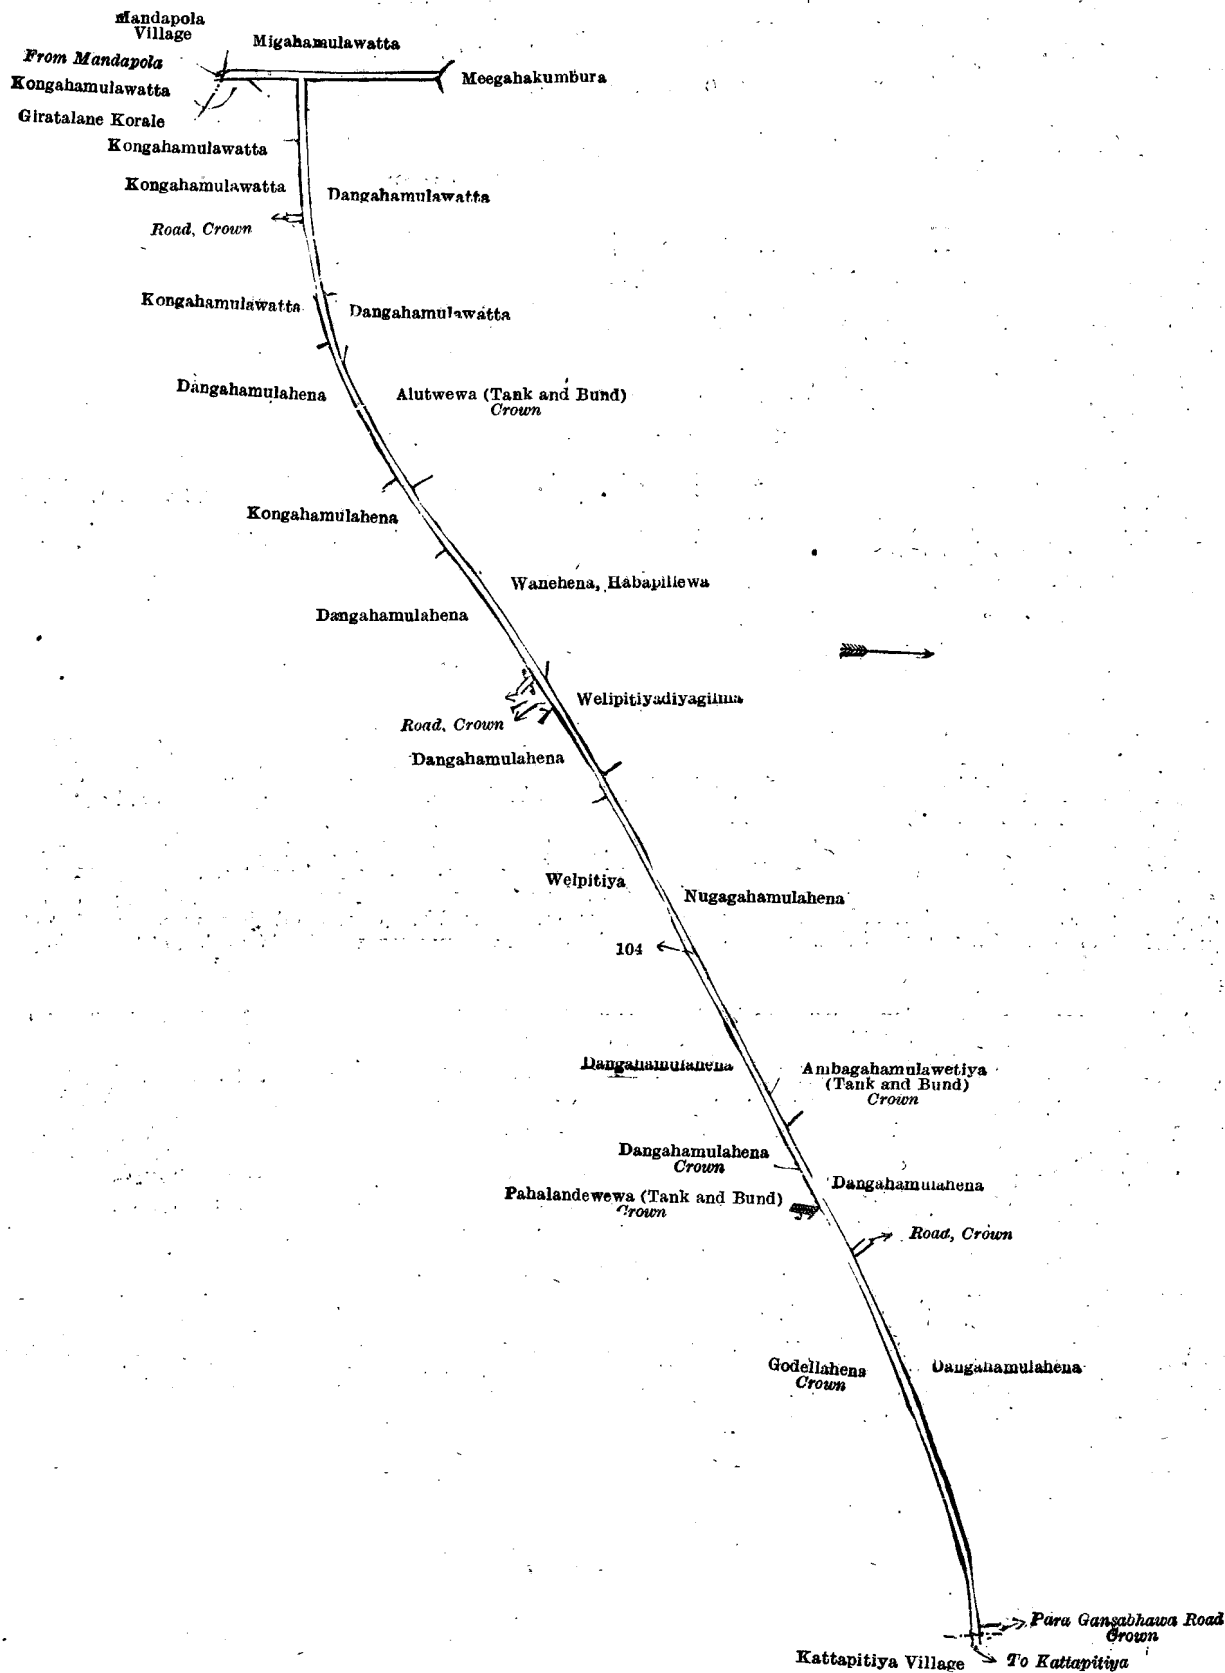 Mandapola
Village
Migahamulawatta
From Mandapola
Meegahakumbura
Kongahamulawatta
Giratalane Korale
Kongahamulawatta
Kongahamulawatta
Dangahamulawatta
Road, Crown
Kongahamulawatta
Dangahamulawatta
Dangahamulahena
Alutwewa (Tank and Bund)
Crown
Kongahamulahena
Wanehena, Habapillewa
Dangahamulahena
Welipitiyadiyagilma
Road, Crown
Dangahamulahena
Welpitiya
Nugagahamulahena
104
Dangahamulahena
Ambagahamulawetiya
(Tank and Bund)
Crown
Dangahamulahena
Crown
Dangahamulahena
Pahalandewewa (Tank and Bund)
Crown
Road, Crown
Godellahena
Crown
Dangahamulahena
Para Gansabhawa Road
Crown
Kattapitiya Village
To Kattapitiya